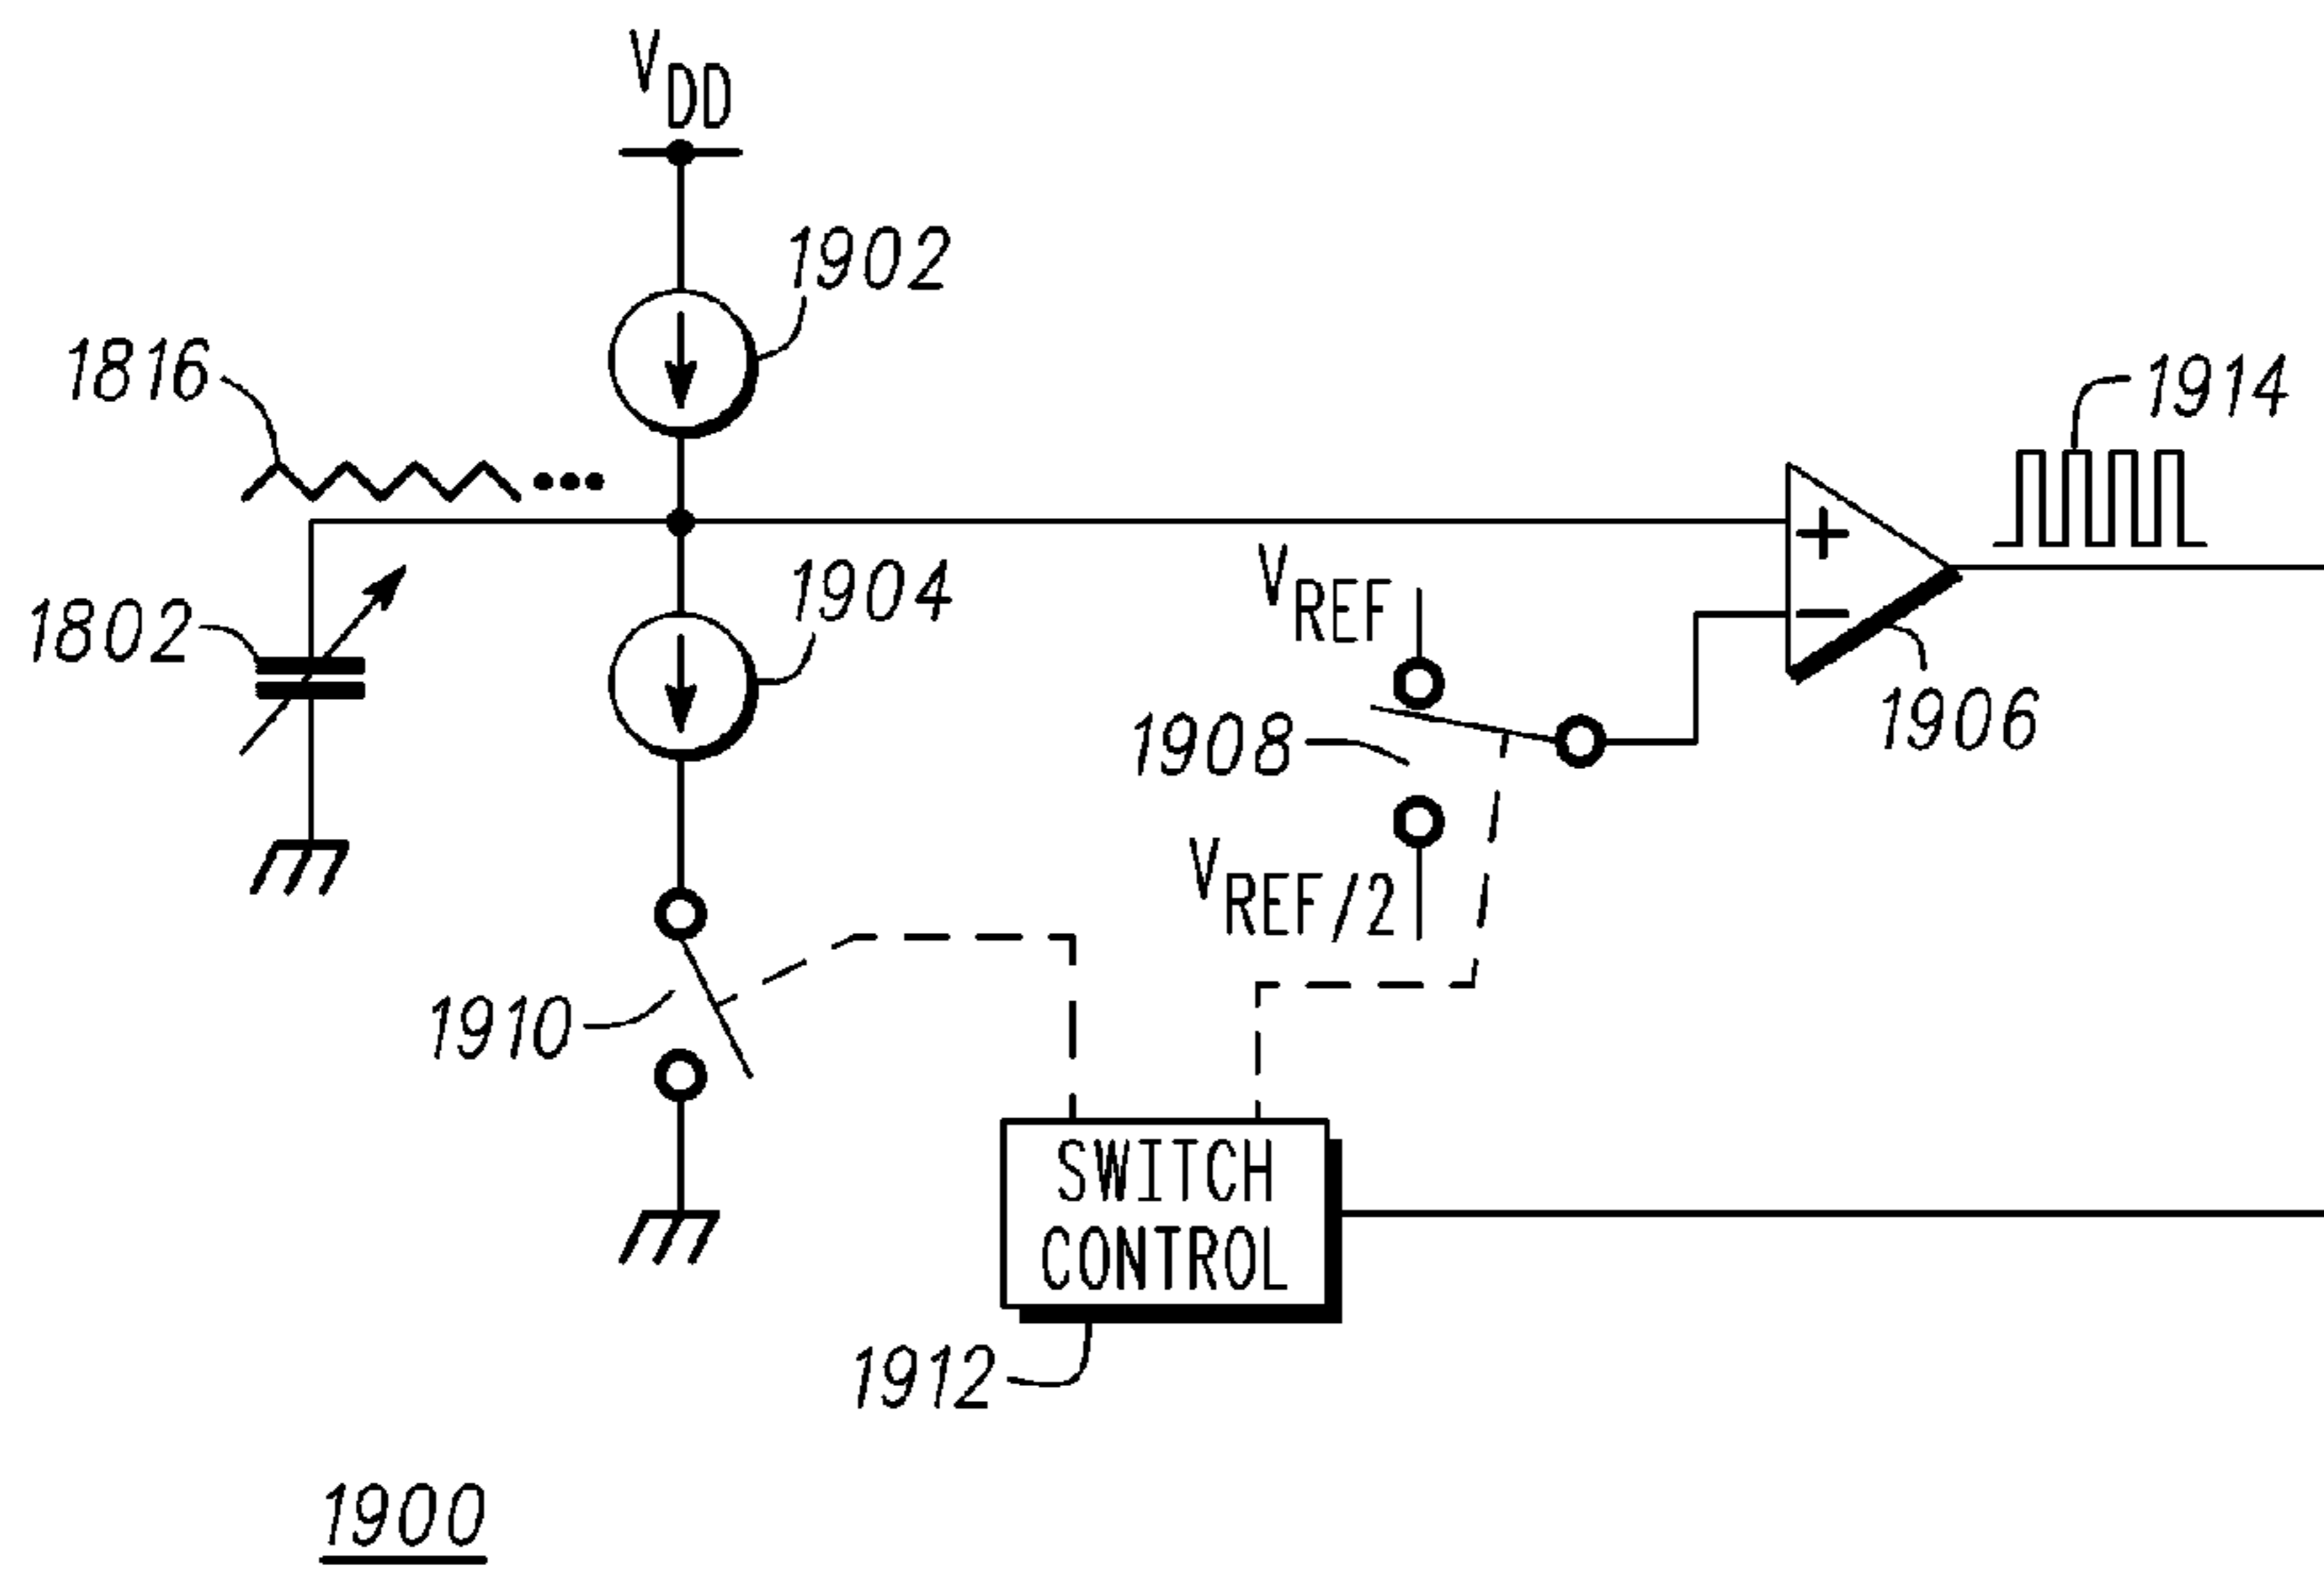 VDD
1902
1816
1914
+
VREF
1904
1802
−
1906
1908
VREF/2
1910
SWITCH
CONTROL
1912
1900